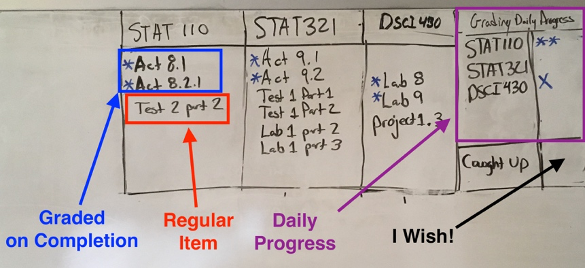 STAT 110
*Act 8.1
*Act 8.2.1
Test 2 part 2
STAT321
*Act 9.1
*Act 9.2
Test 1 Part 1
Test 1 Part 2
Lab 1 part 2
Lab 1 part 3
DSCI 430
*Lab 8
*Lab 9
project 1.3
Grading Daily Progress
STAT110 **
STAT321
DSCI430 X
Caught Up
Graded
on Completion
Regular
Item
Daily
Progress
I Wish!